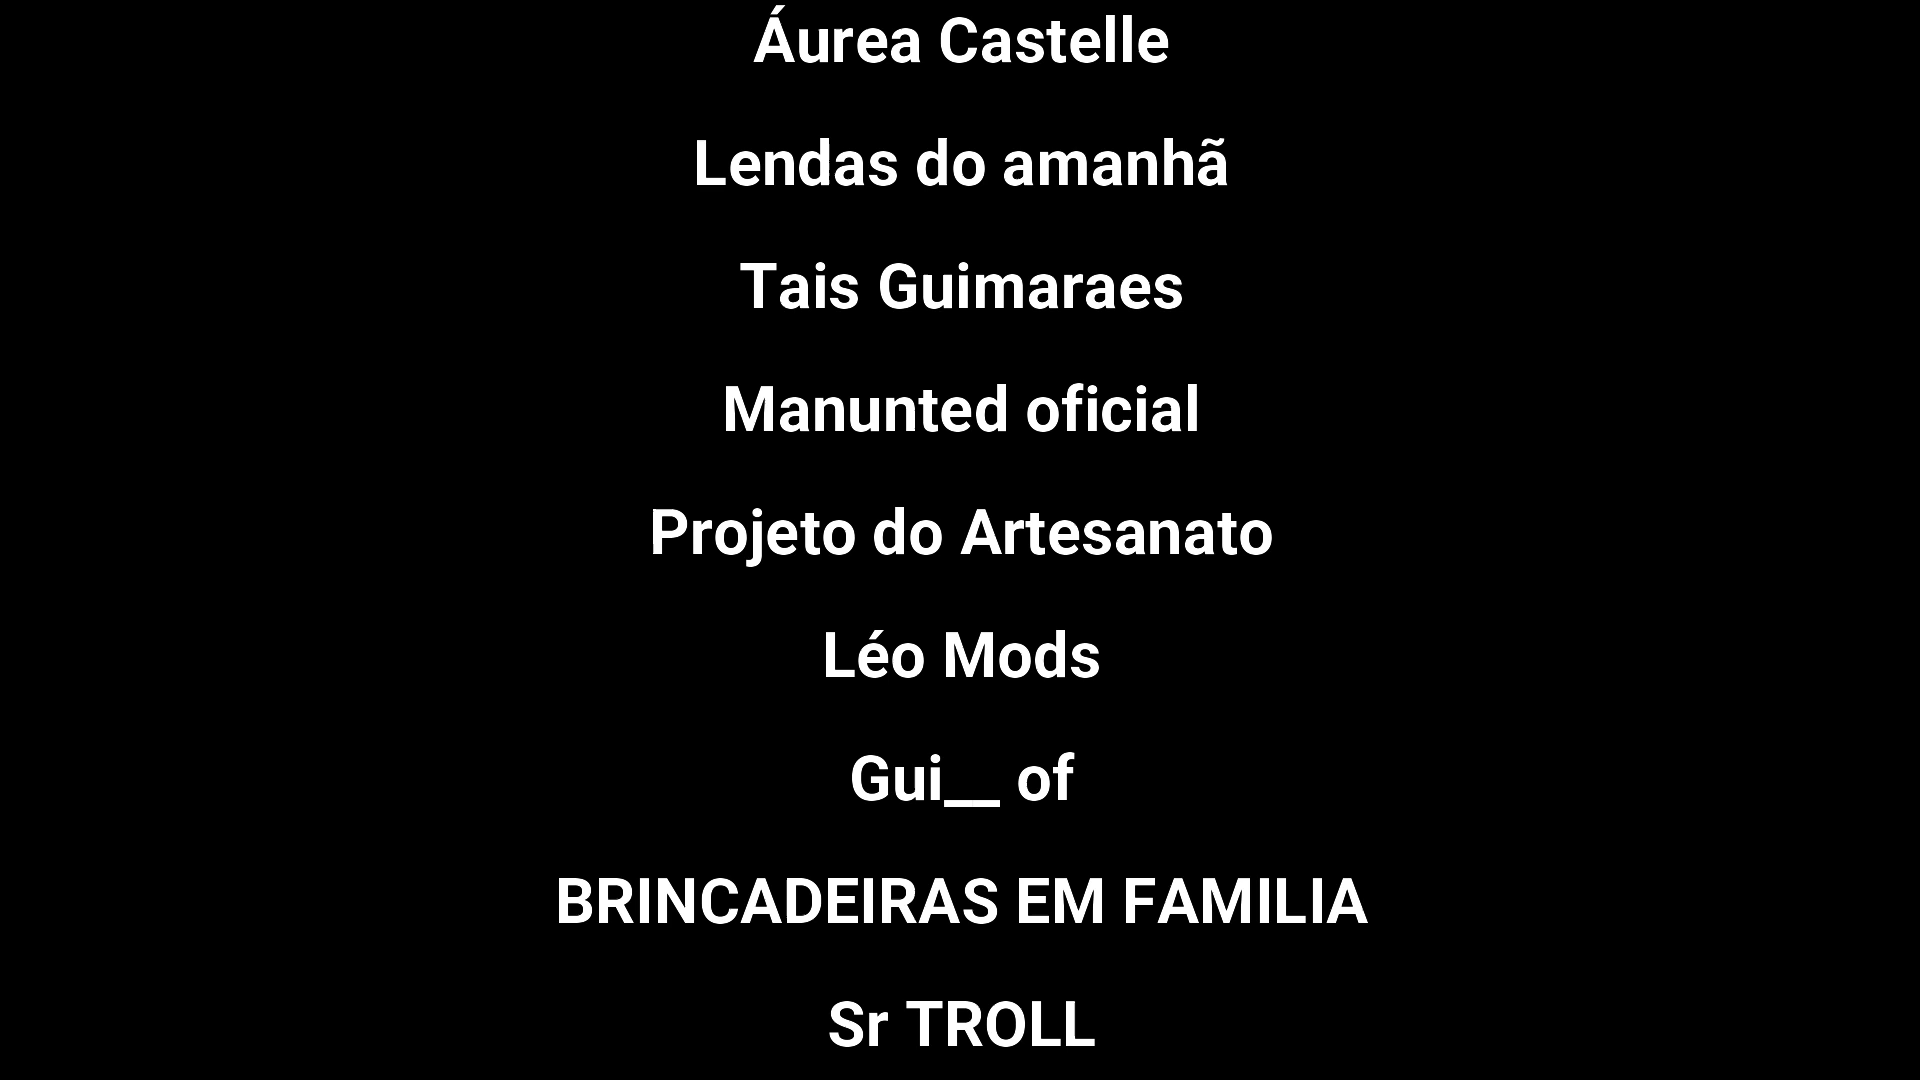 Áurea Castelle
Lendas do amanhã
Tais Guimaraes
Manunted oficial
Projeto do Artesanato
Léo Mods
Gui__ of
BRINCADEIRAS EM FAMILIA
Sr TROLL